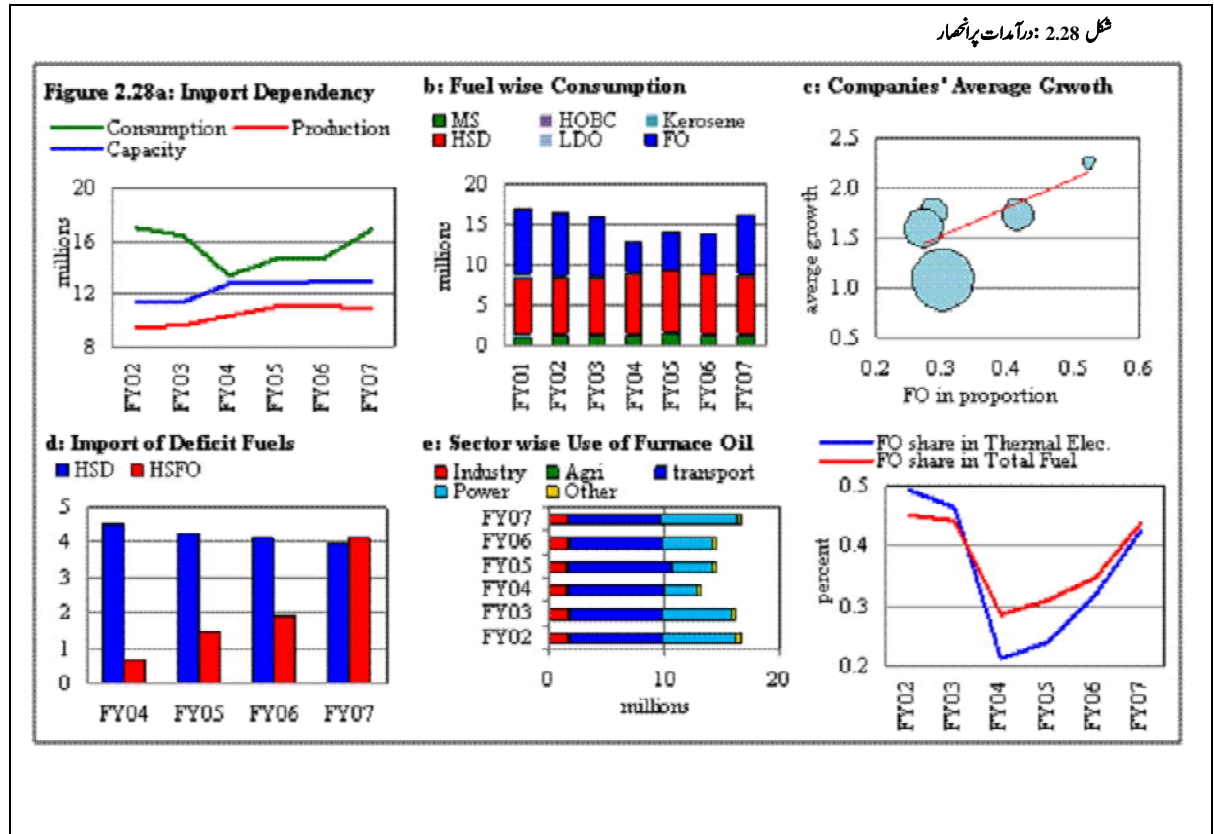 شکل 2.28 :درآمدات پر انحصار
Figure 2.28a: Import Dependency
Consumption Production
Capacity
20
16
12
8
millions
FY02 FY03 FY04 FY05 FY06 FY07
b: Fuel wise Consumption
MS HOBC Kerosene
HSD LDO FO
20
15
10
5
0
millions
FY01 FY02 FY03 FY04 FY05 FY06 FY07
c: Companies' Average Grwoth
2.5
2.0
1.5
1.0
0.5
averge growth
0.2 0.3 0.4 0.5 0.6
FO in proportion
d: Import of Deficit Fuels
HSD HSFO
5
4
3
2
1
0
FY04 FY05 FY06 FY07
e: Sector wise Use of Furnace Oil
Industry Agri transport
Power Other
FY07
FY06
FY05
FY04
FY03
FY02
0 10 20
millions
FO share in Thermal Elec.
FO share in Total Fuel
0.5
0.4
0.3
0.2
percent
FY02 FY03 FY04 FY05 FY06 FY07